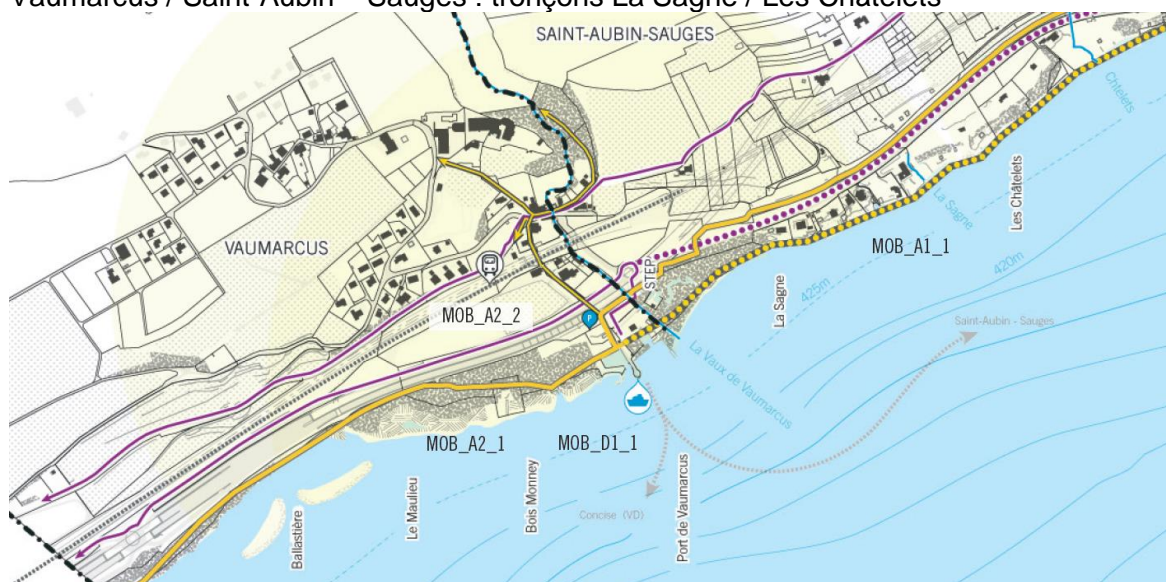 Vaumarcus / Saint-Aubin – Sauges : tronçons La Sagne / Les Châtelets
SAINT-AUBIN-SAUGES
Châtelets
VAUMARCUS
La Sagne
Les Châtelets
MOB_A1_1
STEP
420m
425m
La Sagne
MOB_A2_2
P
Saint-Aubin - Sauges
La Vaux de Vaumarcus
MOB_A2_1
MOB_D1_1
Ballastière
Le Maulieu
Bois Monney
Concise (VD)
Port de Vaumarcus